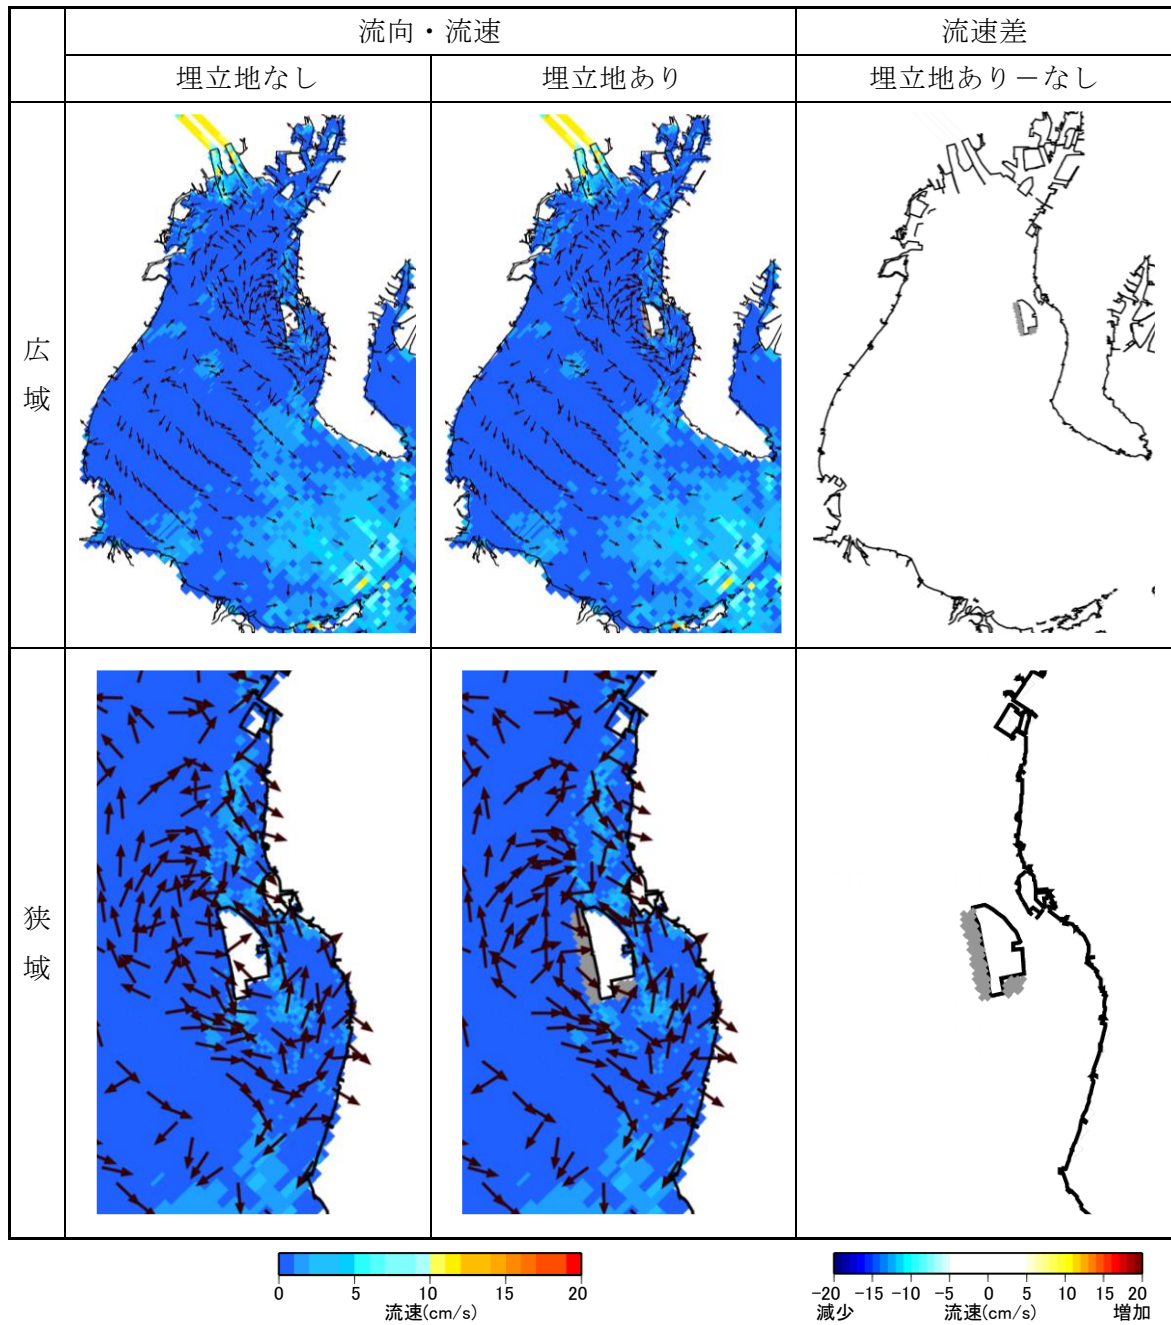 流向・流速
流速差
埋立地なし
埋立地あり
埋立地あり－なし
広域
狭域
0 5 10 15 20
流速(cm/s)
-20 -15 -10 -5 0 5 10 15 20
減少 流速(cm/s) 増加